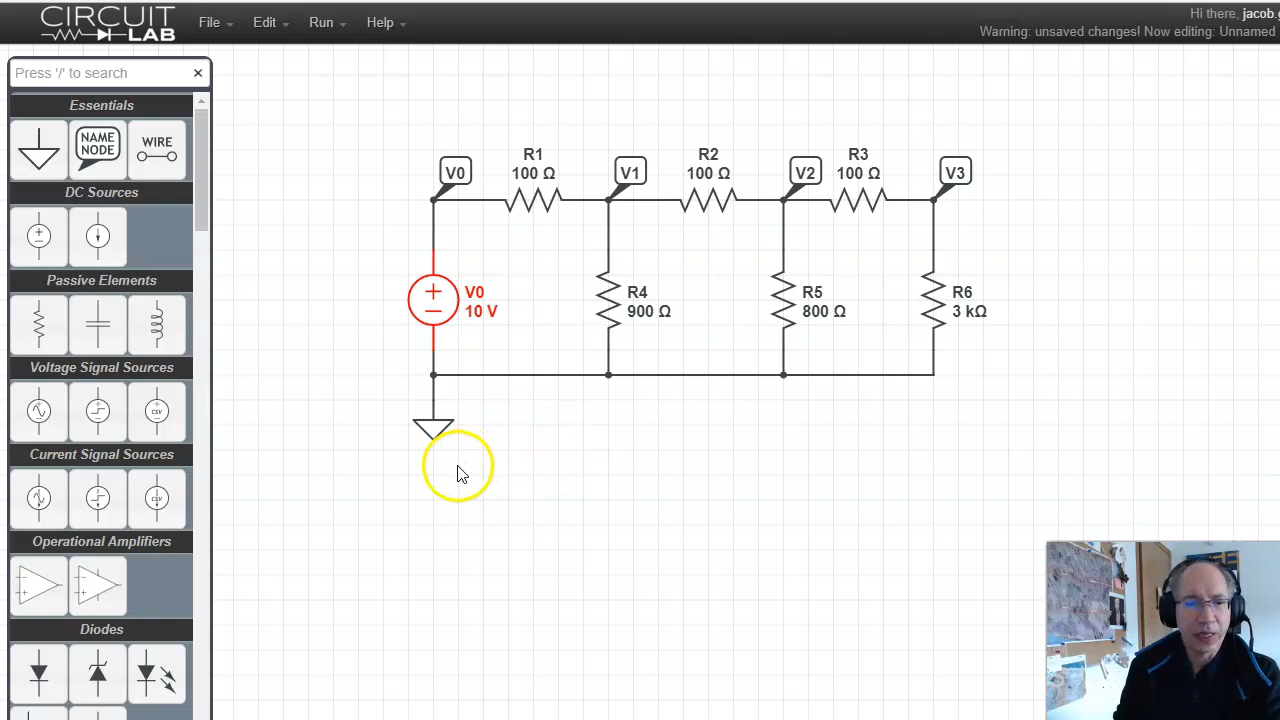 CIRCUIT
LAB
File
Edit
Run
Help
Hi there, jacob.
Warning: unsaved changes! Now editing: Unnamed
Press '/' to search
×
Essentials
NAME
NODE
WIRE
DC Sources
Passive Elements
Voltage Signal Sources
CSV
Current Signal Sources
CSV
Operational Amplifiers
Diodes
V0
R1
100 Ω
V1
R2
100 Ω
V2
R3
100 Ω
V3
V0
10 V
R4
900 Ω
R5
800 Ω
R6
3 kΩ